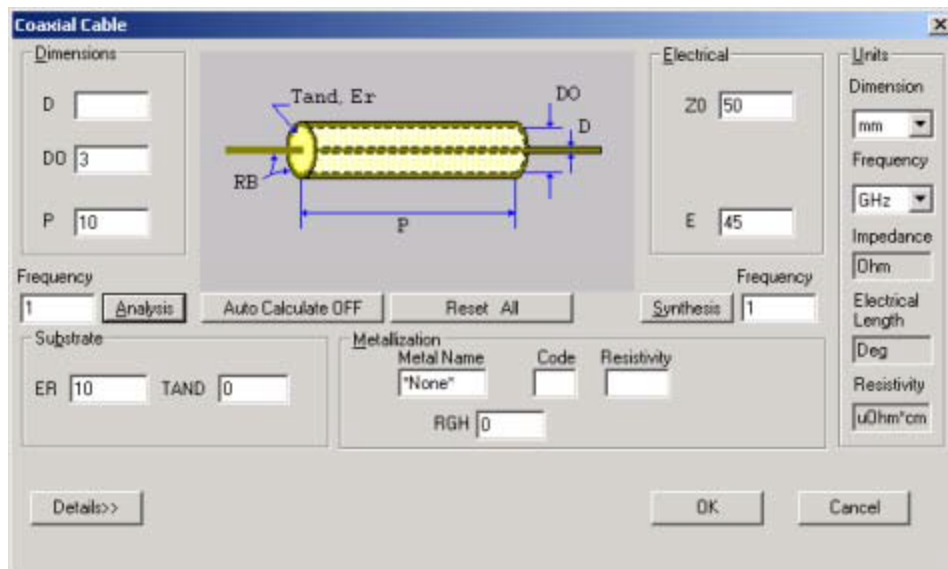 Coaxial Cable
Dimensions
D
DO 3
P 10
Tand, Er
DO
D
RB
P
Electrical
Z0 50
E 45
Units
Dimension
mm
Frequency
GHz
Impedance
Ohm
Electrical
Length
Deg
Resistivity
uOhm*cm
Frequency
1 Analysis
Auto Calculate OFF
Reset All
Frequency
Synthesis 1
Substrate
ER 10 TAND 0
Metallization
Metal Name Code Resistivity
"None"
RGH 0
Details>>
OK
Cancel